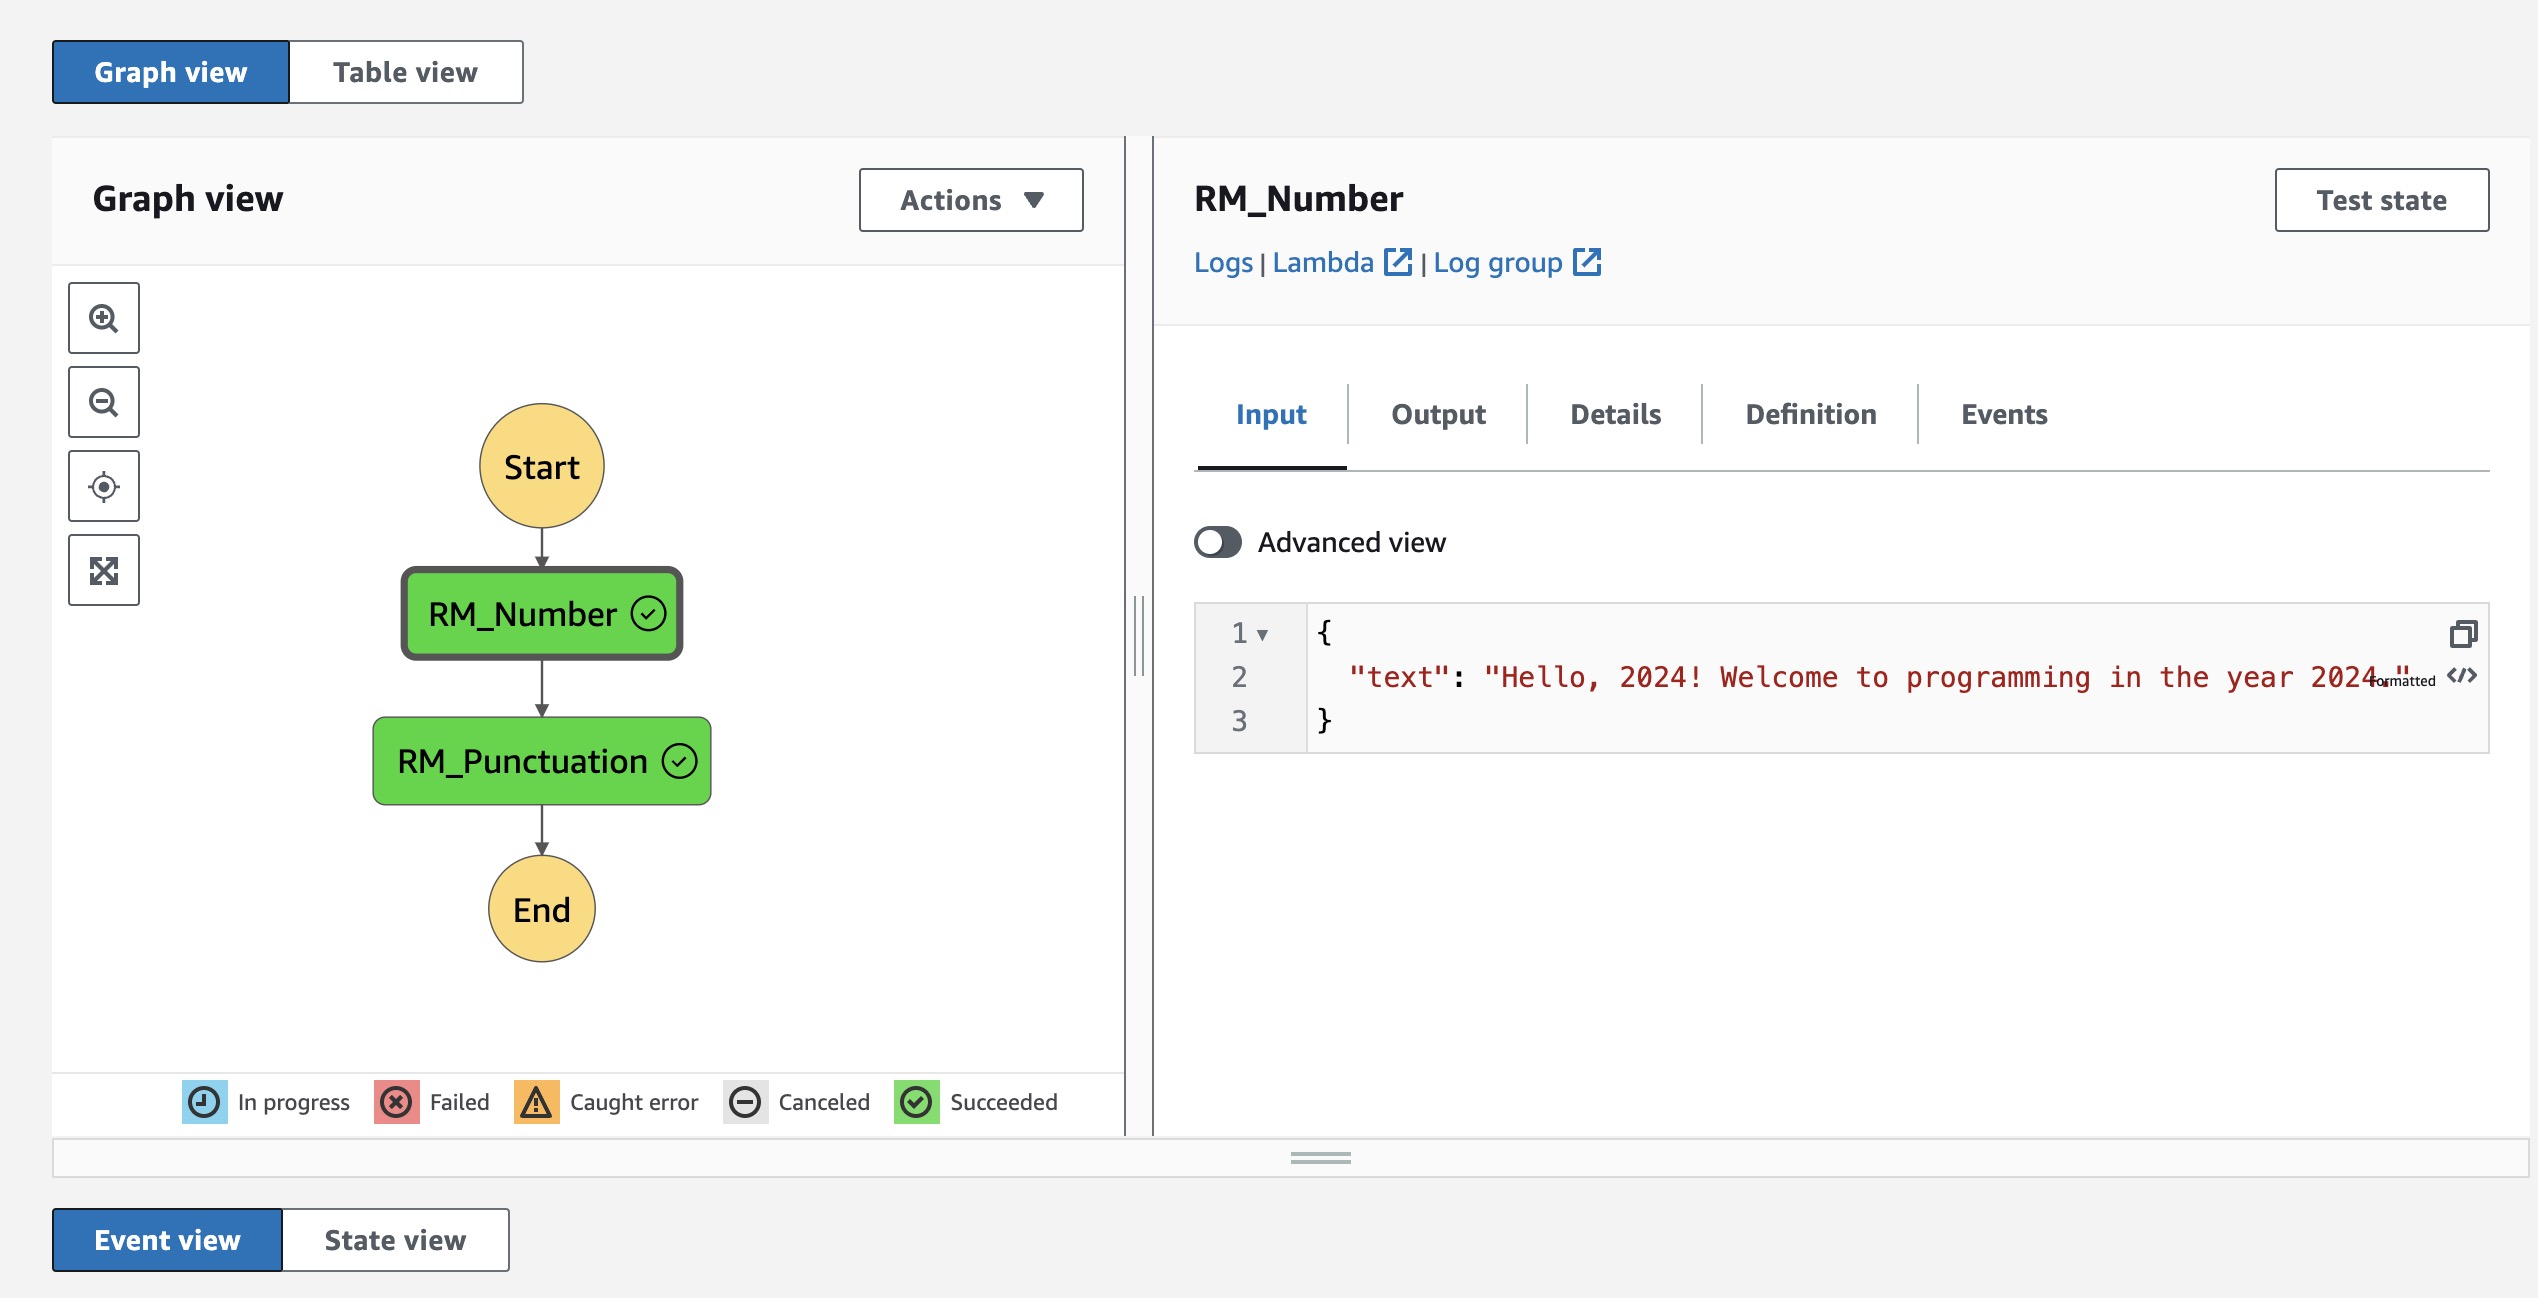 Graph view Table view
Graph view Actions
Start
RM_Number
RM_Punctuation
End
In progress Failed Caught error Canceled Succeeded
RM_Number Test state
Logs | Lambda | Log group
Input Output Details Definition Events
Advanced view
1 {
2 "text": "Hello, 2024! Welcome to programming in the year 2024."
Formatted
3 }
Event view State view